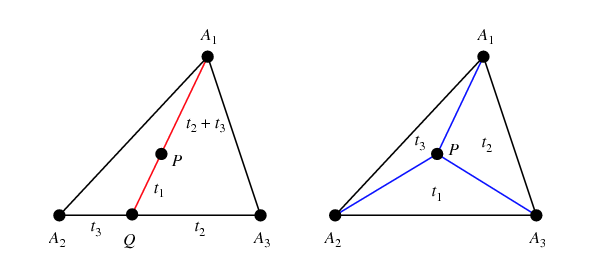 A₁
t₂ + t₃
P
t₁
t₃
t₂
A₂
Q
A₃
A₁
t₃
P
t₂
t₁
A₂
A₃